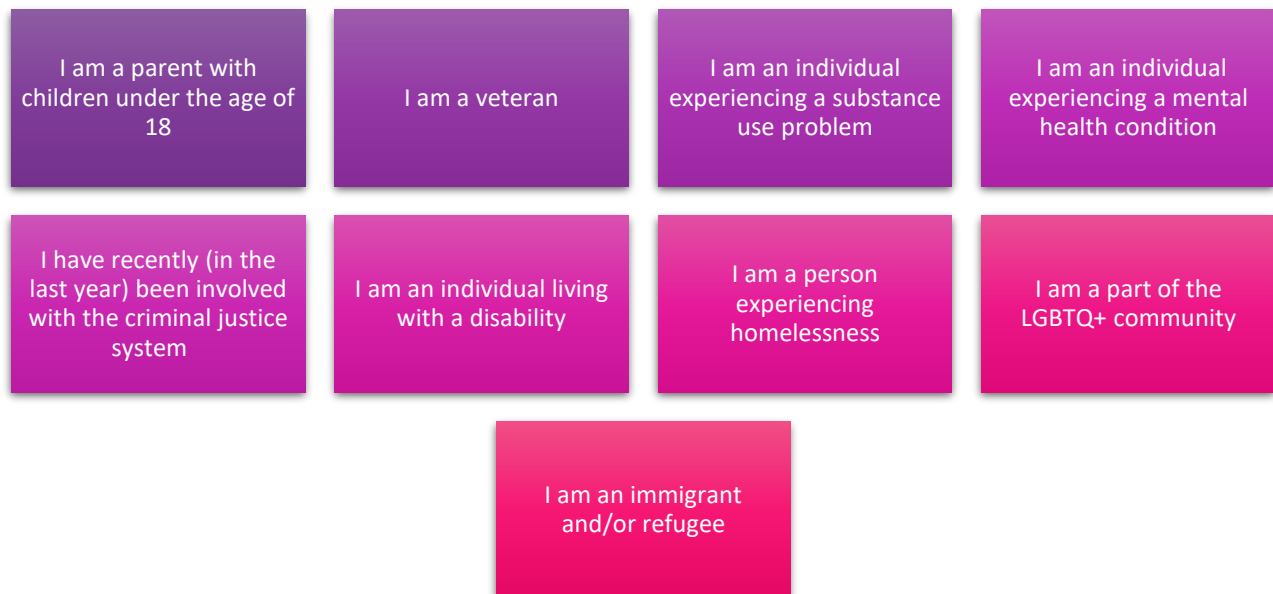 I am a parent with
children under the age of
18
I am a veteran
I am an individual
experiencing a substance
use problem
I am an individual
experiencing a mental
health condition
I have recently (in the
last year) been involved
with the criminal justice
system
I am an individual living
with a disability
I am a person
experiencing
homelessness
I am a part of the
LGBTQ+ community
I am an immigrant
and/or refugee